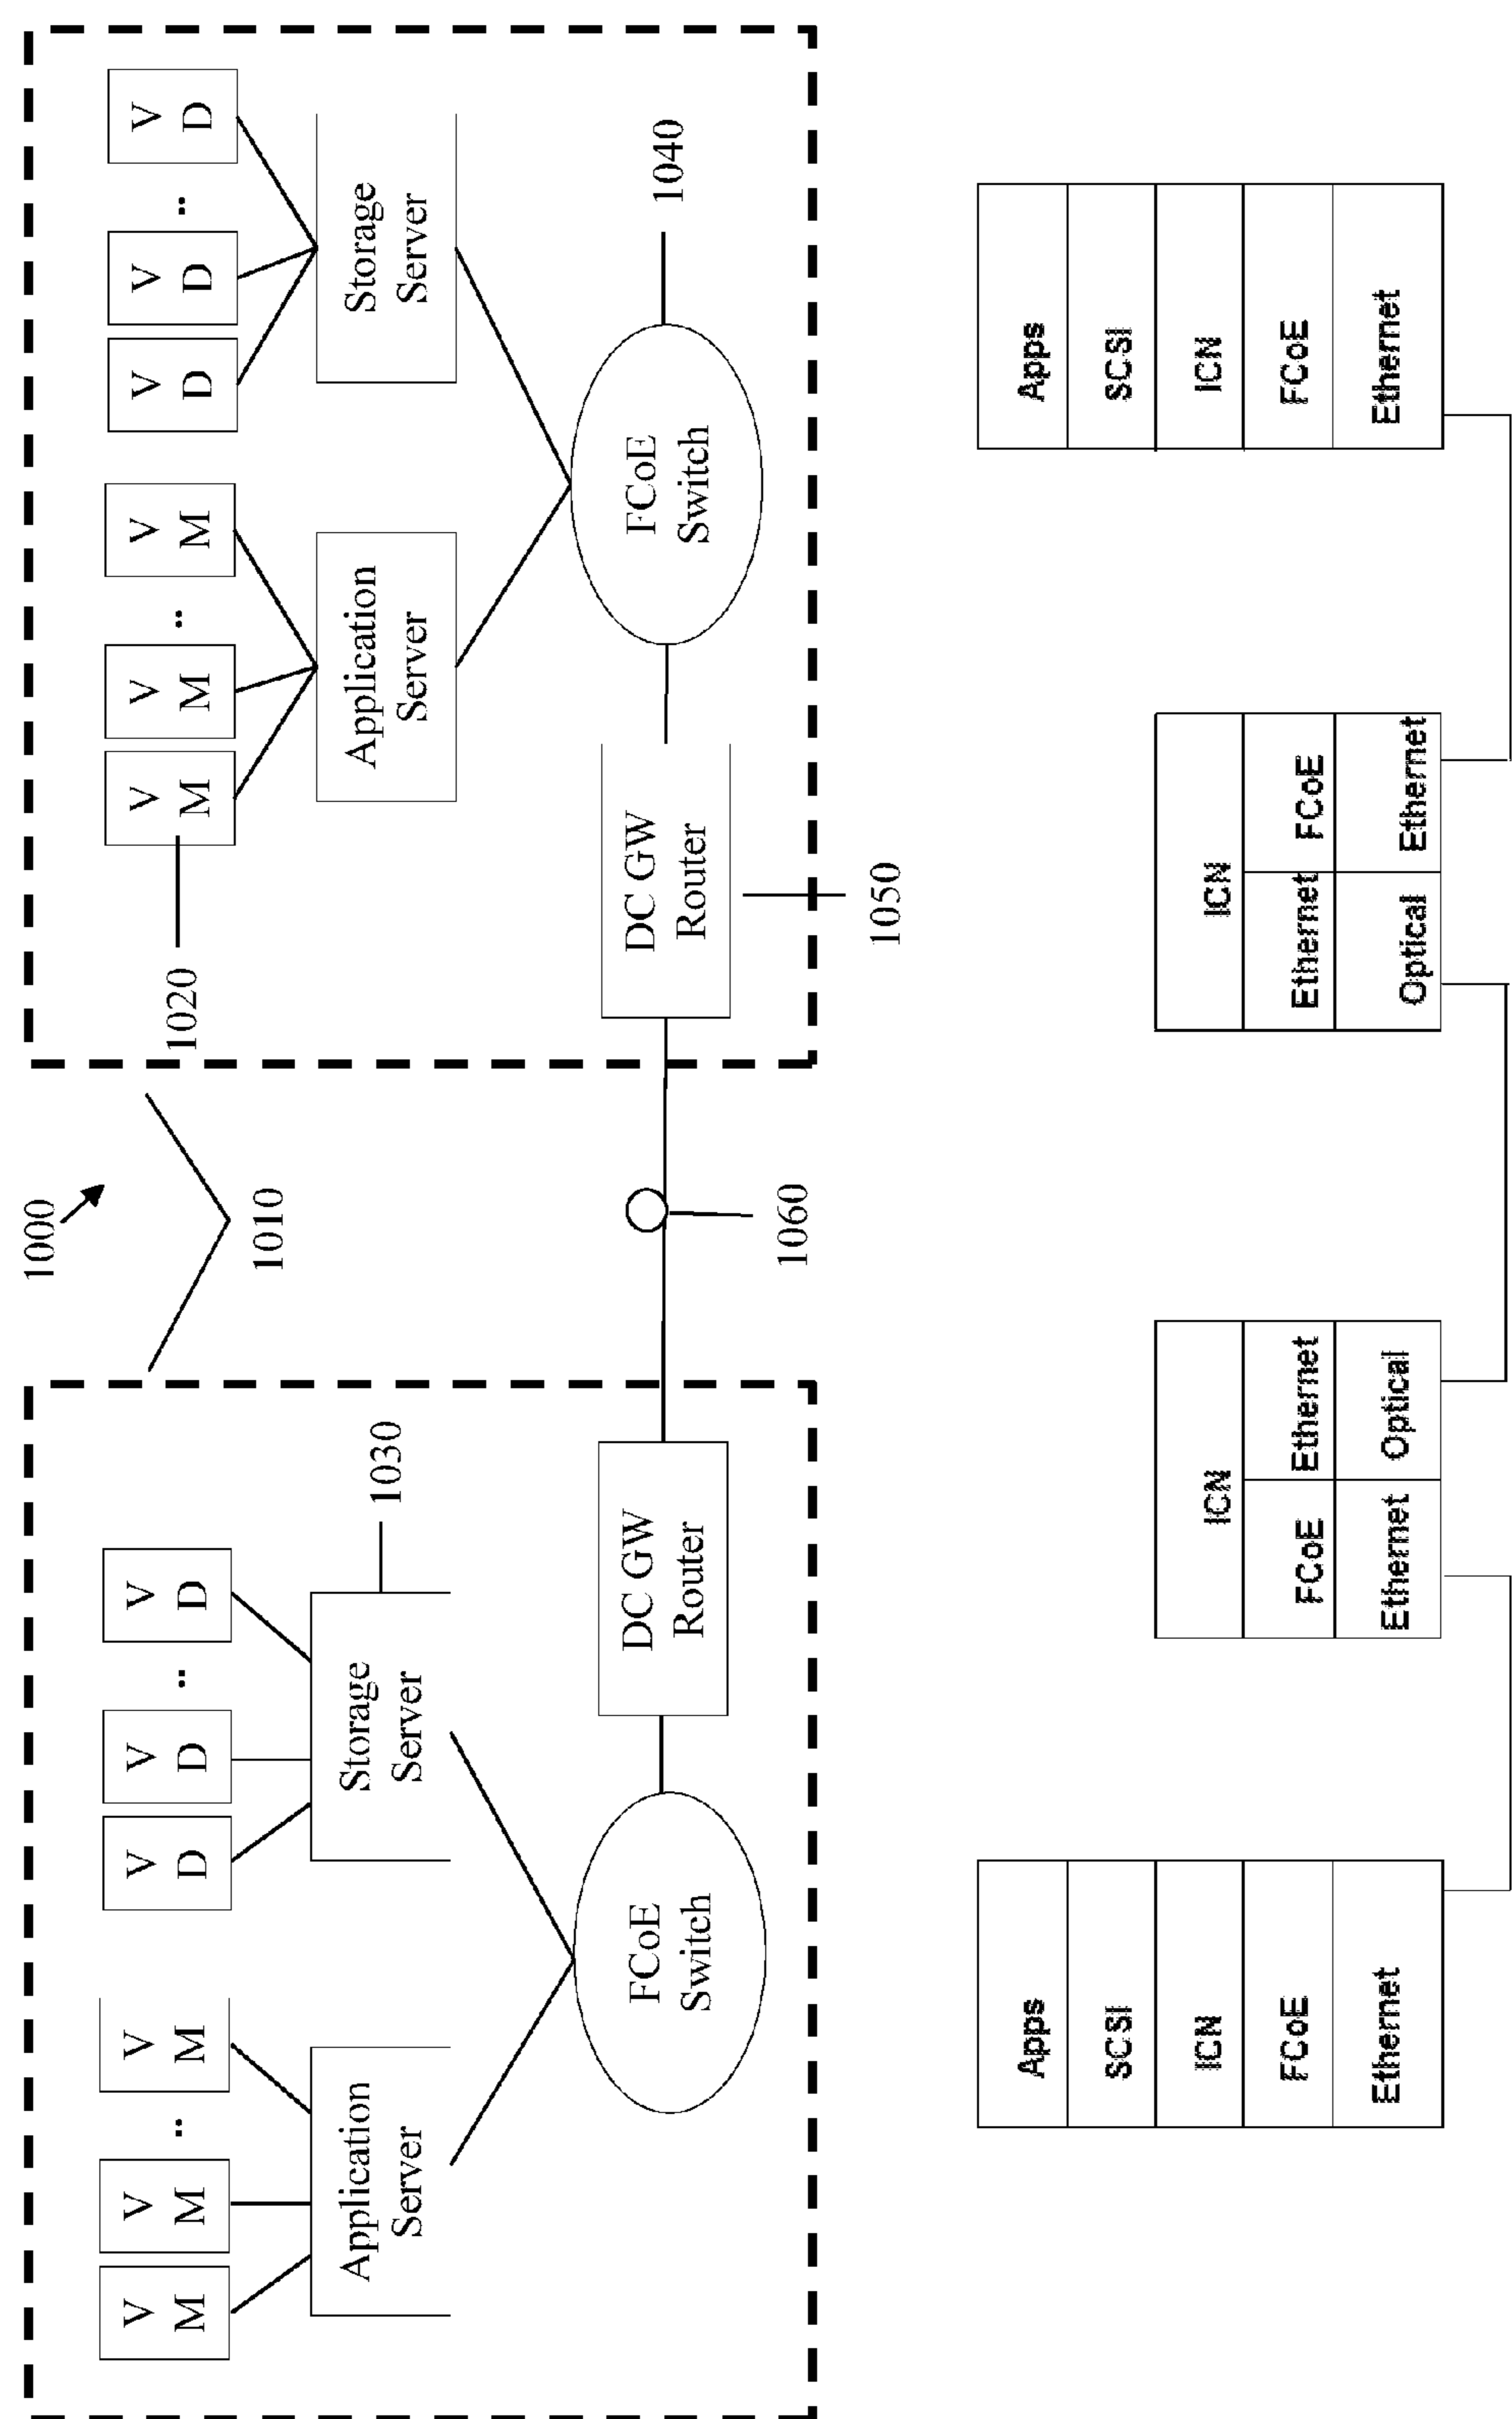 1000
V
M
V
M
..
V
M
V
D
V
D
..
V
D
1010
1020
V
M
V
M
..
V
M
V
D
V
D
..
V
D
Application
Server
Storage
Server
1030
Application
Server
Storage
Server
FCoE
Switch
DC GW
Router
1060
DC GW
Router
1050
FCoE
Switch
1040
Apps
SCSI
ICN
FCoE
Ethernet
ICN
FCoE
Ethernet
Ethernet
Optical
ICN
Ethernet
FCoE
Optical
Ethernet
Apps
SCSI
ICN
FCoE
Ethernet